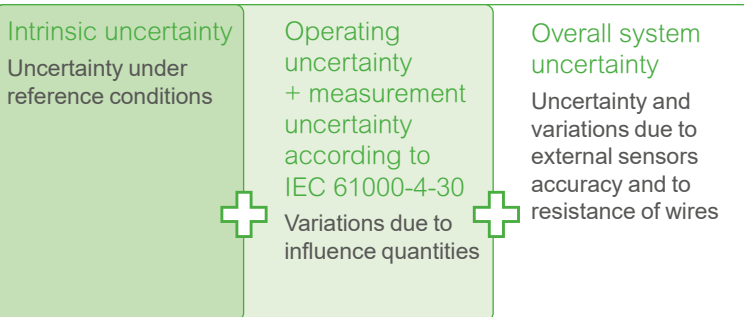 Intrinsic uncertainty
Uncertainty under
reference conditions
Operating
uncertainty
+ measurement
uncertainty
according to
IEC 61000-4-30
Variations due to
influence quantities
Overall system
uncertainty
Uncertainty and
variations due to
external sensors
accuracy and to
resistance of wires